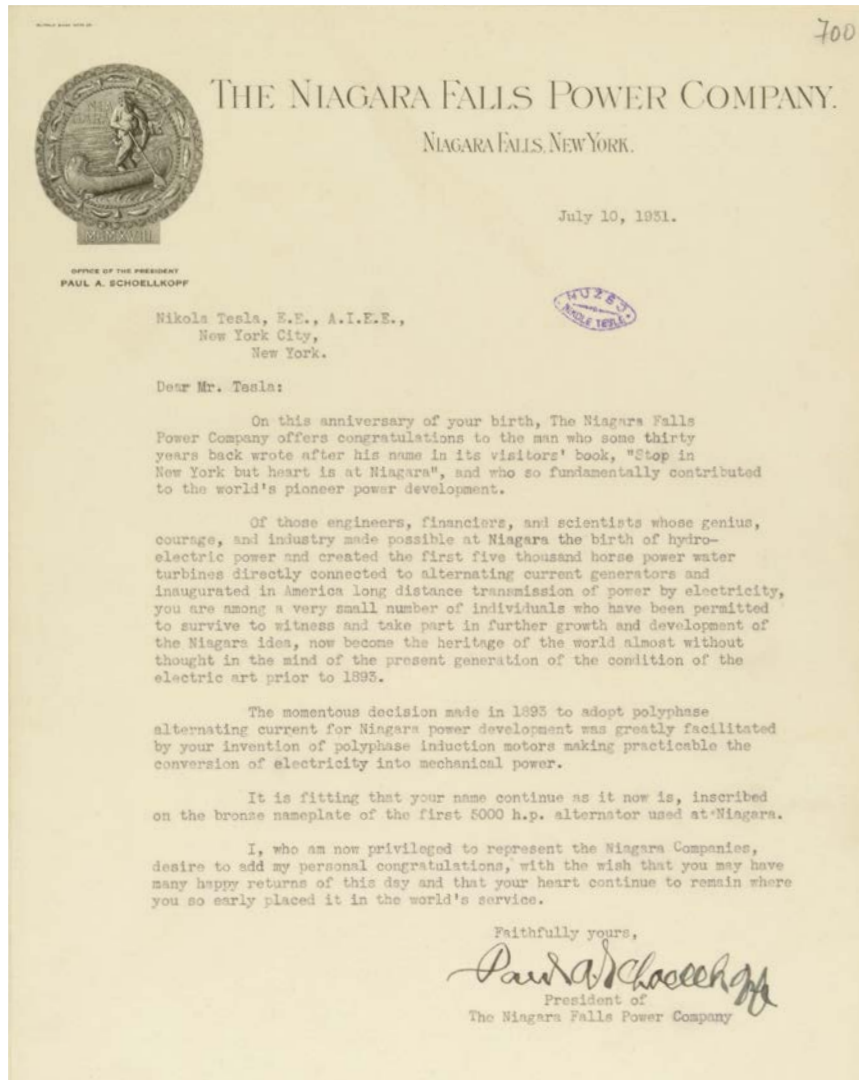 700
THE NIAGARA FALLS POWER COMPANY.
NIAGARA FALLS, NEW YORK.
NIA
GARA
MCMXVIII
July 10, 1931.
OFFICE OF THE PRESIDENT
PAUL A. SCHOELLKOPF
MUZEJ
NIKOLE TESLE
Nikola Tesla, E.E., A.I.E.E.,
New York City,
New York.
Dear Mr. Tesla:
On this anniversary of your birth, The Niagara Falls
Power Company offers congratulations to the man who some thirty
years back wrote after his name in its visitors' book, "Stop in
New York but heart is at Niagara", and who so fundamentally contributed
to the world's pioneer power development.
Of those engineers, financiers, and scientists whose genius,
courage, and industry made possible at Niagara the birth of hydro-
electric power and created the first five thousand horse power water
turbines directly connected to alternating current generators and
inaugurated in America long distance transmission of power by electricity,
you are among a very small number of individuals who have been permitted
to survive to witness and take part in further growth and development of
the Niagara idea, now become the heritage of the world almost without
thought in the mind of the present generation of the condition of the
electric art prior to 1893.
The momentous decision made in 1893 to adopt polyphase
alternating current for Niagara power development was greatly facilitated
by your invention of polyphase induction motors making practicable the
conversion of electricity into mechanical power.
It is fitting that your name continue as it now is, inscribed
on the bronze nameplate of the first 5000 h.p. alternator used at Niagara.
I, who am now privileged to represent the Niagara Companies,
desire to add my personal congratulations, with the wish that you may have
many happy returns of this day and that your heart continue to remain where
you so early placed it in the world's service.
Faithfully yours,
Paul A. Schoellkopf
President of
The Niagara Falls Power Company